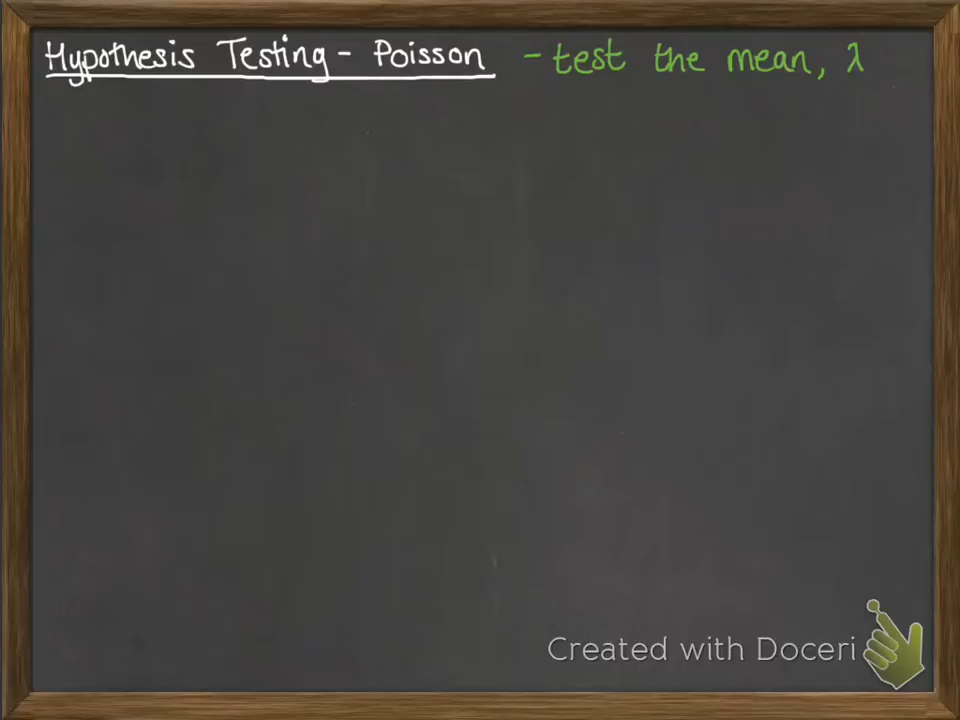 Hypothesis Testing - Poisson - test the mean, λ
Created with Doceri